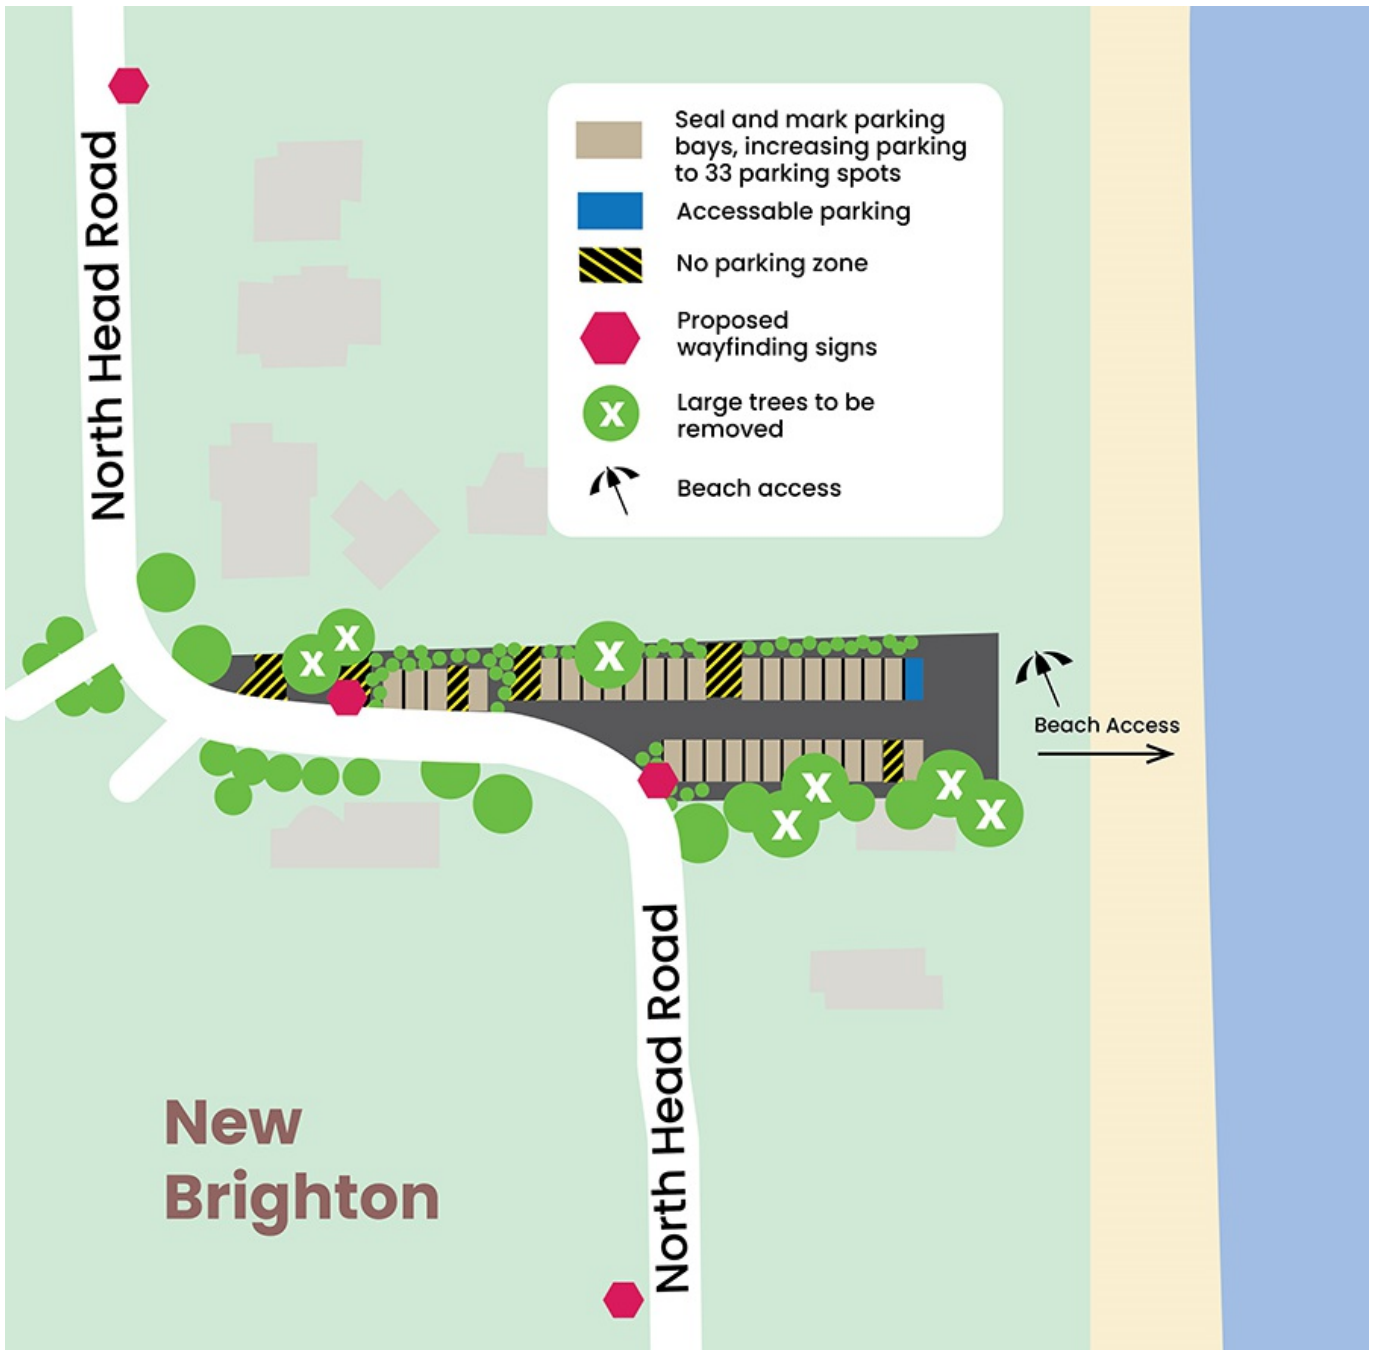 North Head Road
Seal and mark parking
bays, increasing parking
to 33 parking spots
Accessable parking
No parking zone
Proposed
wayfinding signs
X Large trees to be
removed
Beach access
X
X
X
Beach Access
X
X
X
X
North Head Road
New
Brighton